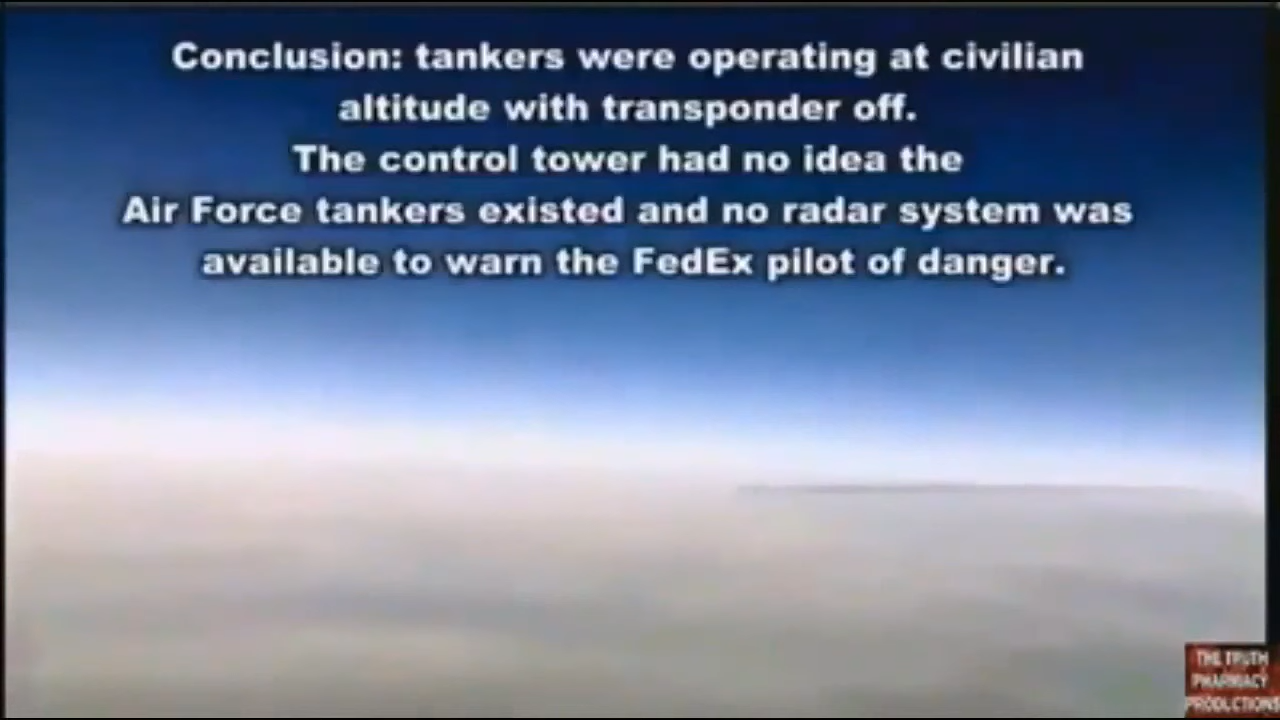 Conclusion: tankers were operating at civilian
altitude with transponder off.
The control tower had no idea the
Air Force tankers existed and no radar system was
available to warn the FedEx pilot of danger.
THE TRUTH
PHARMACY
PRODUCTIONS